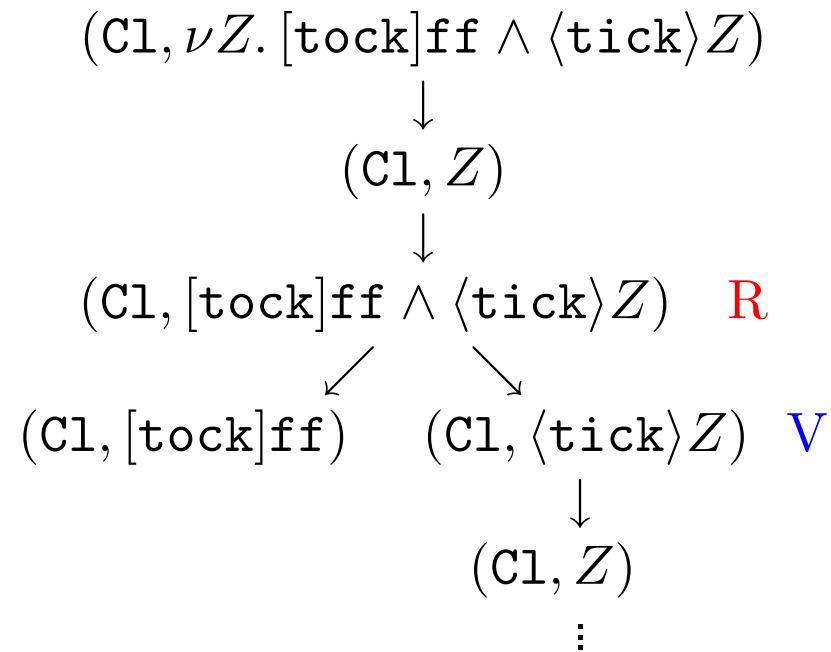 (Cl, νZ. [tock]ff ∧ ⟨tick⟩Z)
(Cl, Z)
(Cl, [tock]ff ∧ ⟨tick⟩Z) R
(Cl, [tock]ff) (Cl, ⟨tick⟩Z) V
(Cl, Z)